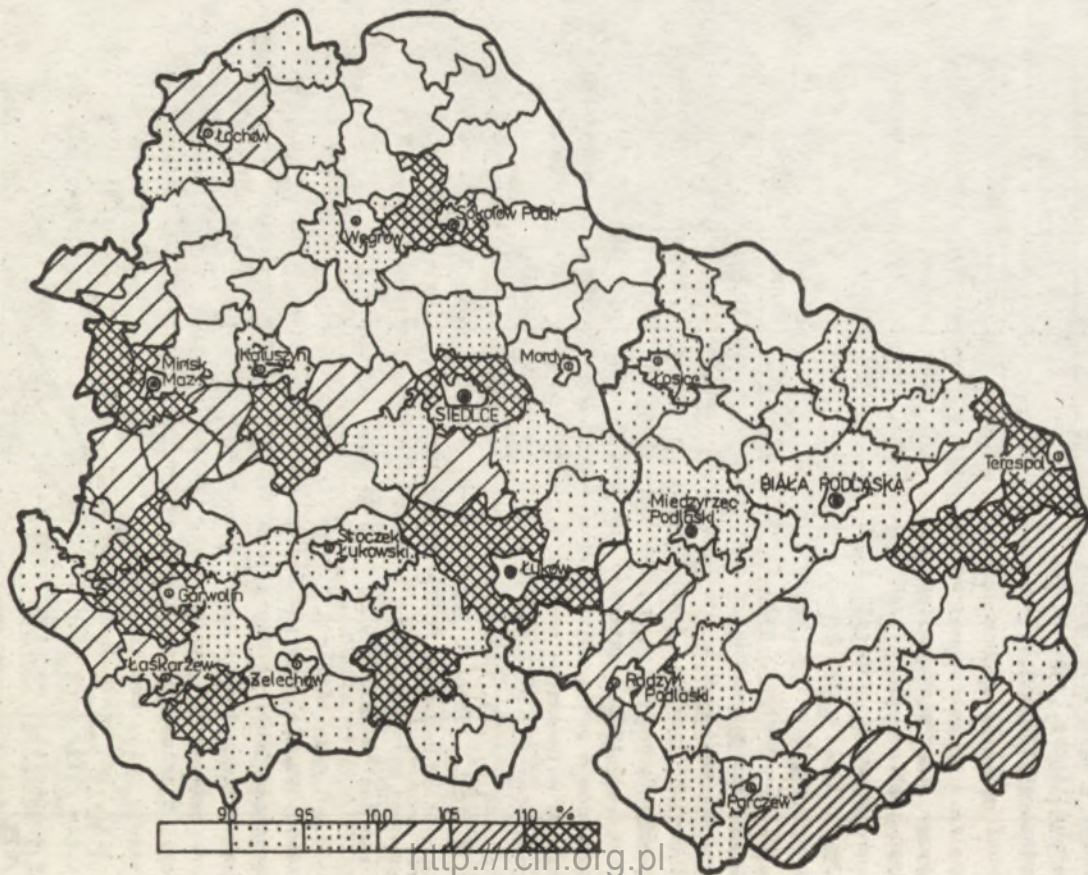 Łochów
Sokołów Podl.
Węgrów
Mińsk
Maz.
Kałuszyn
Mordy
Łosice
SIEDLCE
Terespol
BIAŁA PODLASKA
Międzyrzec
Podlaski
Stoczek
Łukowski
Łuków
Garwolin
Łaskarzew
Żelechów
Radzyń
Podlaski
Parczew
90 95 100 105 110 %
http://rcin.org.pl